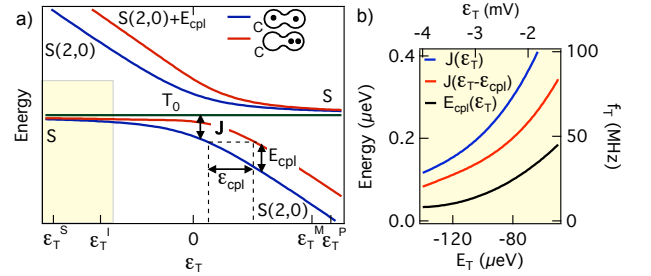 a)
S(2,0)+E_cpl
C
C
S(2,0)
Energy
T_0
S
J
S
E_cpl
ε_cpl
S(2,0)
ε_T^S
ε_T^I
0
ε_T^M
ε_T^P
ε_T
b)
ε_T (mV)
-4
-3
-2
0.4
J(ε_T)
J(ε_T-ε_cpl)
E_cpl(ε_T)
100
Energy (μeV)
0.2
50
f_T (MHz)
0.0
0
-120
-80
E_T (μeV)